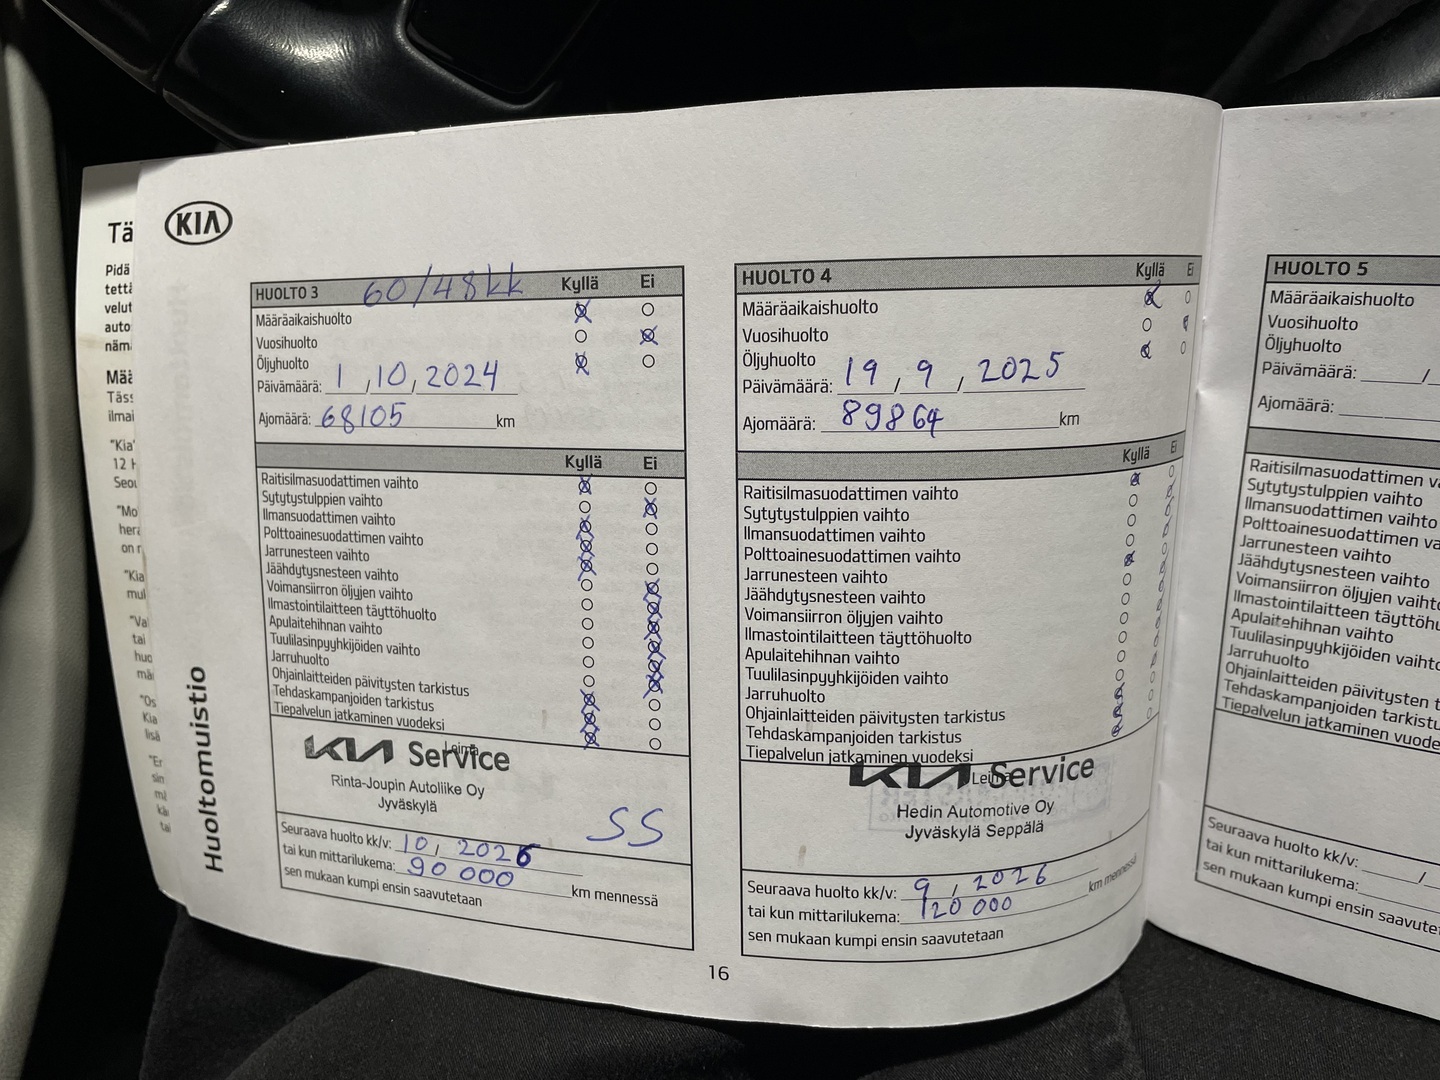 Tä
Pidä
tettä
velut
auto
näm
Mää
Täss
ilmai
"Kia"
12 H
Seou
"Mo
hera
on r
"Kia
mul
"Val
tai
huo
mä
"Os
Kia
lisä
"Er
sin
KIA
Huoltomuistio
HUOLTO 3 60/48kk Kyllä Ei
Määräaikaishuolto
Vuosihuolto
Öljyhuolto
Päivämäärä: 1,10,2024
Ajomäärä: 68105 km
Kyllä Ei
Raitisilmasuodattimen vaihto
Sytytystulppien vaihto
Ilmansuodattimen vaihto
Polttoainesuodattimen vaihto
Jarrunesteen vaihto
Jäähdytysnesteen vaihto
Voimansiirron öljyjen vaihto
Ilmastointilaitteen täyttöhuolto
Apulaitehihnan vaihto
Tuulilasinpyyhkijöiden vaihto
Jarruhuolto
Ohjainlaitteiden päivitysten tarkistus
Tehdaskampanjoiden tarkistus
Tiepalvelun jatkaminen vuodeksi
Leima
KIA Service
Rinta-Joupin Autoliike Oy
Jyväskylä
SS
Seuraava huolto kk/v: 10, 2026
tai kun mittarilukema: 90 000 km mennessä
sen mukaan kumpi ensin saavutetaan
HUOLTO 4 Kyllä Ei
Määräaikaishuolto
Vuosihuolto
Öljyhuolto
Päivämäärä: 19 / 9 / 2025
Ajomäärä: 89864 km
Kyllä Ei
Raitisilmasuodattimen vaihto
Sytytystulppien vaihto
Ilmansuodattimen vaihto
Polttoainesuodattimen vaihto
Jarrunesteen vaihto
Jäähdytysnesteen vaihto
Voimansiirron öljyjen vaihto
Ilmastointilaitteen täyttöhuolto
Apulaitehihnan vaihto
Tuulilasinpyyhkijöiden vaihto
Jarruhuolto
Ohjainlaitteiden päivitysten tarkistus
Tehdaskampanjoiden tarkistus
Tiepalvelun jatkaminen vuodeksi
Leima
KIA Service
Hedin Automotive Oy
Jyväskylä Seppälä
Seuraava huolto kk/v: 9 / 2026
tai kun mittarilukema: 120 000 km mennessä
sen mukaan kumpi ensin saavutetaan
16
HUOLTO 5
Määräaikaishuolto
Vuosihuolto
Öljyhuolto
Päivämäärä: /
Ajomäärä:
Raitisilmasuodattimen va
Sytytystulppien vaihto
Ilmansuodattimen vaihto
Polttoainesuodattimen va
Jarrunesteen vaihto
Jäähdytysnesteen vaihto
Voimansiirron öljyjen vaihto
Ilmastointilaitteen täyttöhu
Apulaitehihnan vaihto
Tuulilasinpyyhkijöiden vaihto
Jarruhuolto
Ohjainlaitteiden päivitysten t
Tehdaskampanjoiden tarkistu
Tiepalvelun jatkaminen vuode
Seuraava huolto kk/v: /
tai kun mittarilukema:
sen mukaan kumpi ensin saavutet